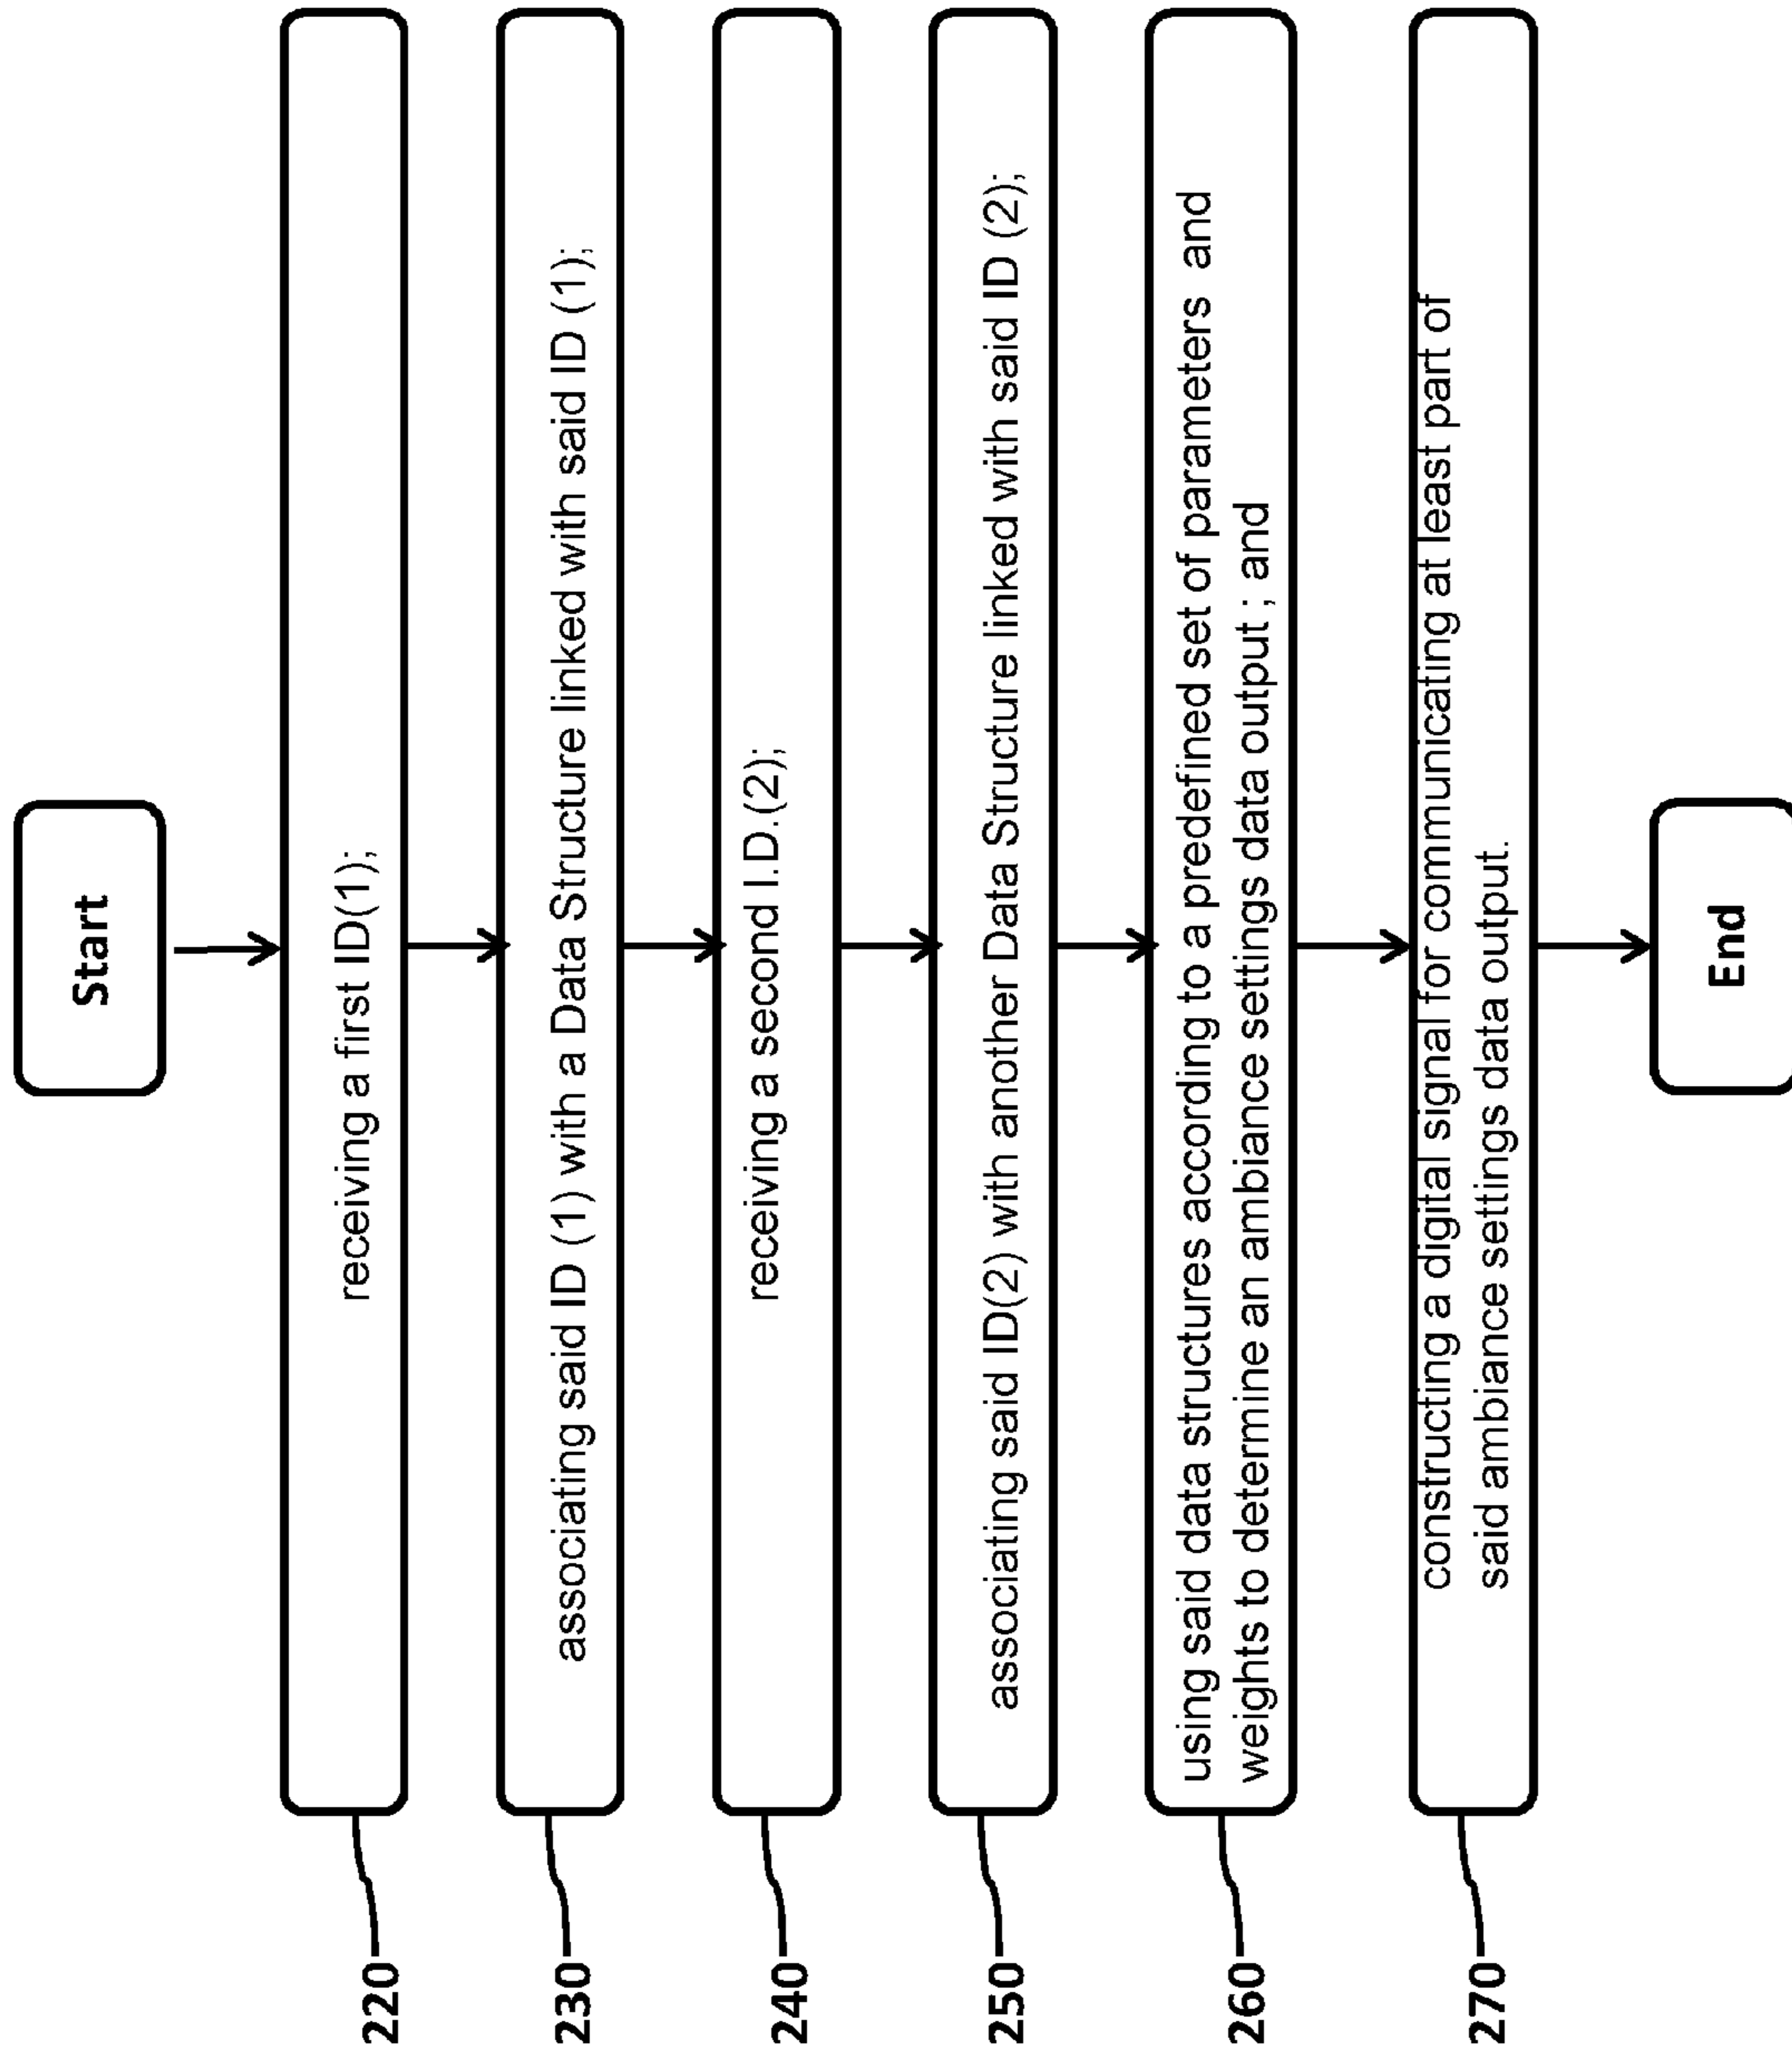 Start
220
receiving a first ID(1);
230
associating said ID (1) with a Data Structure linked with said ID (1);
240
receiving a second I.D.(2);
250
associating said ID(2) with another Data Structure linked with said ID (2);
260
using said data structures according to a predefined set of parameters and
weights to determine an ambiance settings data output ; and
270
constructing a digital signal for communicating at least part of
said ambiance settings data output.
End